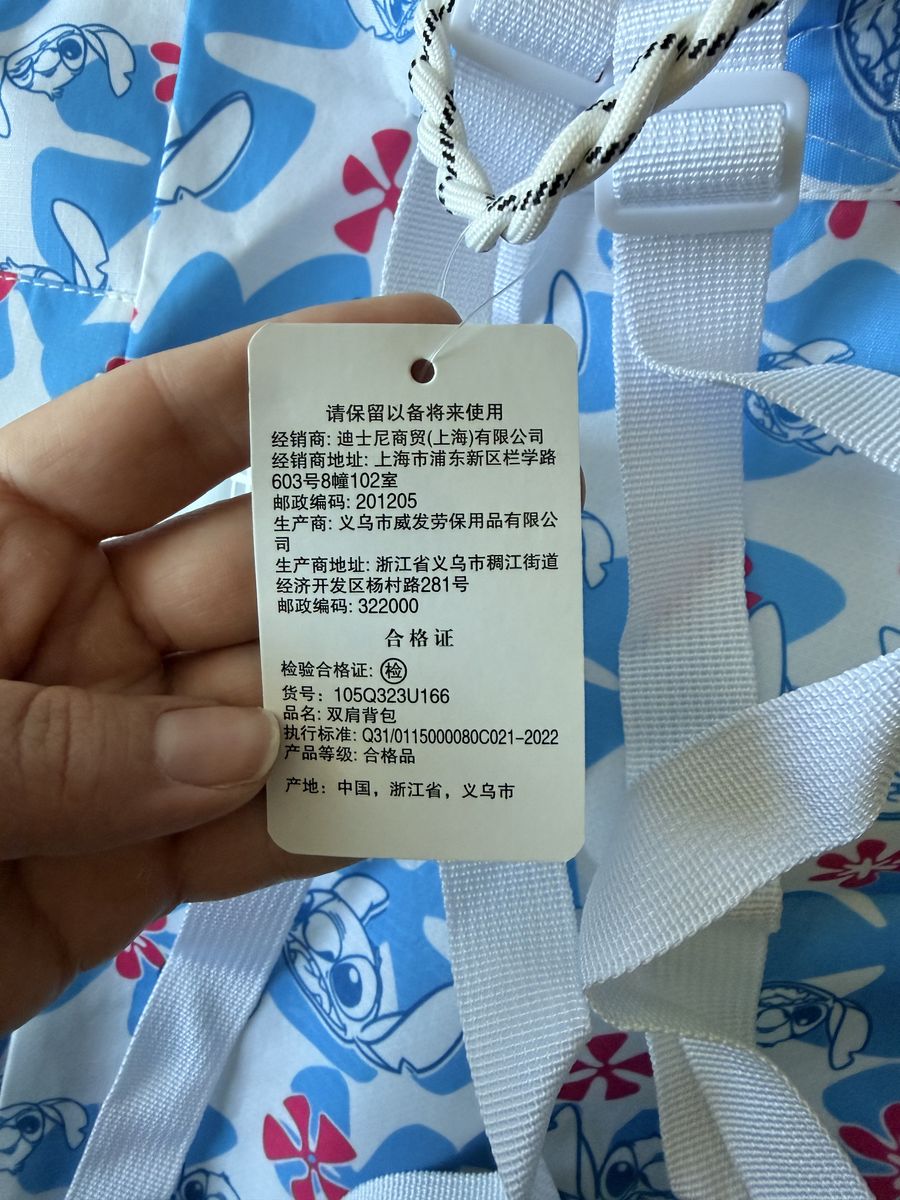 请保留以备将来使用
经销商: 迪士尼商贸(上海)有限公司
经销商地址: 上海市浦东新区栏学路
603号8幢102室
邮政编码: 201205
生产商: 义乌市威发劳保用品有限公
司
生产商地址: 浙江省义乌市稠江街道
经济开发区杨村路281号
邮政编码: 322000
合格证
检验合格证: 检
货号: 105Q323U166
品名: 双肩背包
执行标准: Q31/0115000080C021-2022
产品等级: 合格品
产地: 中国, 浙江省, 义乌市